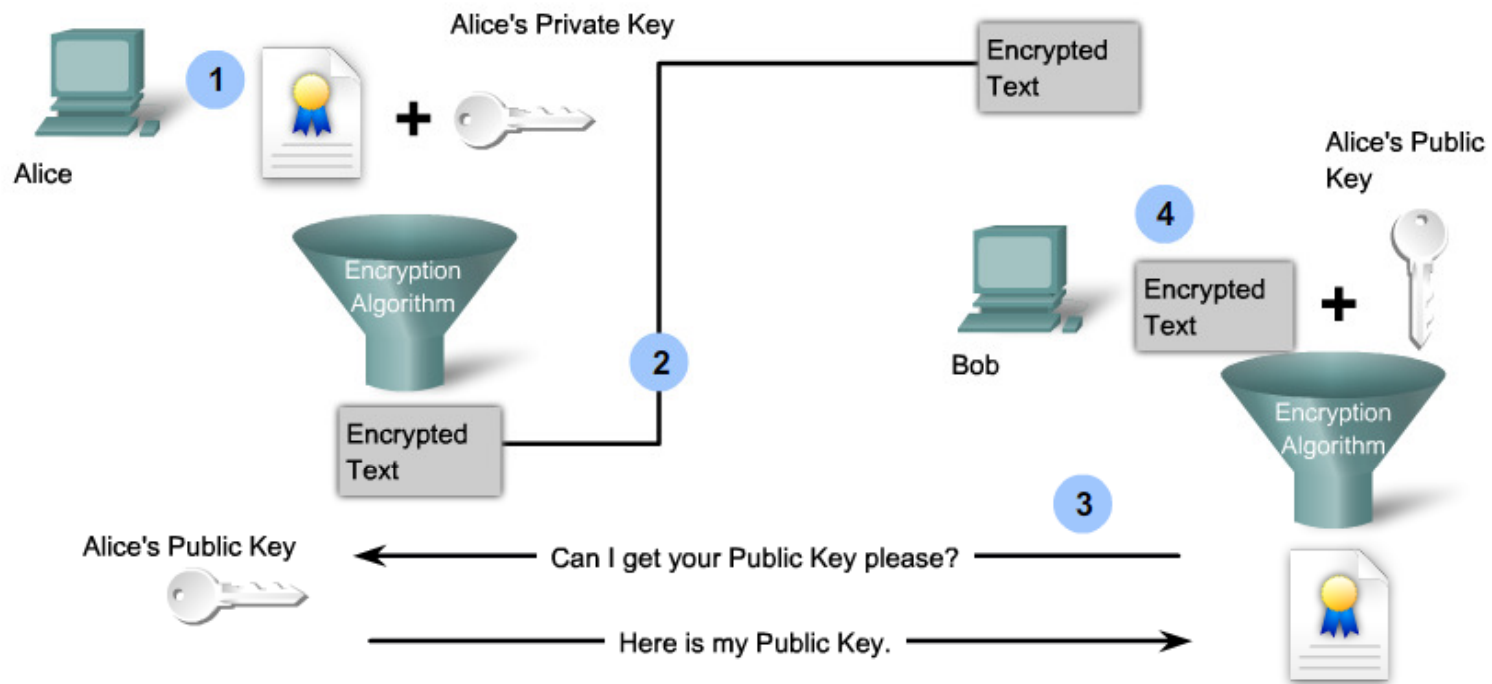 Alice's Private Key
1
Alice
Encryption
Algorithm
Encrypted
Text
2
Encrypted
Text
Alice's Public
Key
4
Bob
Encrypted
Text
Encryption
Algorithm
3
Alice's Public Key
Can I get your Public Key please?
Here is my Public Key.